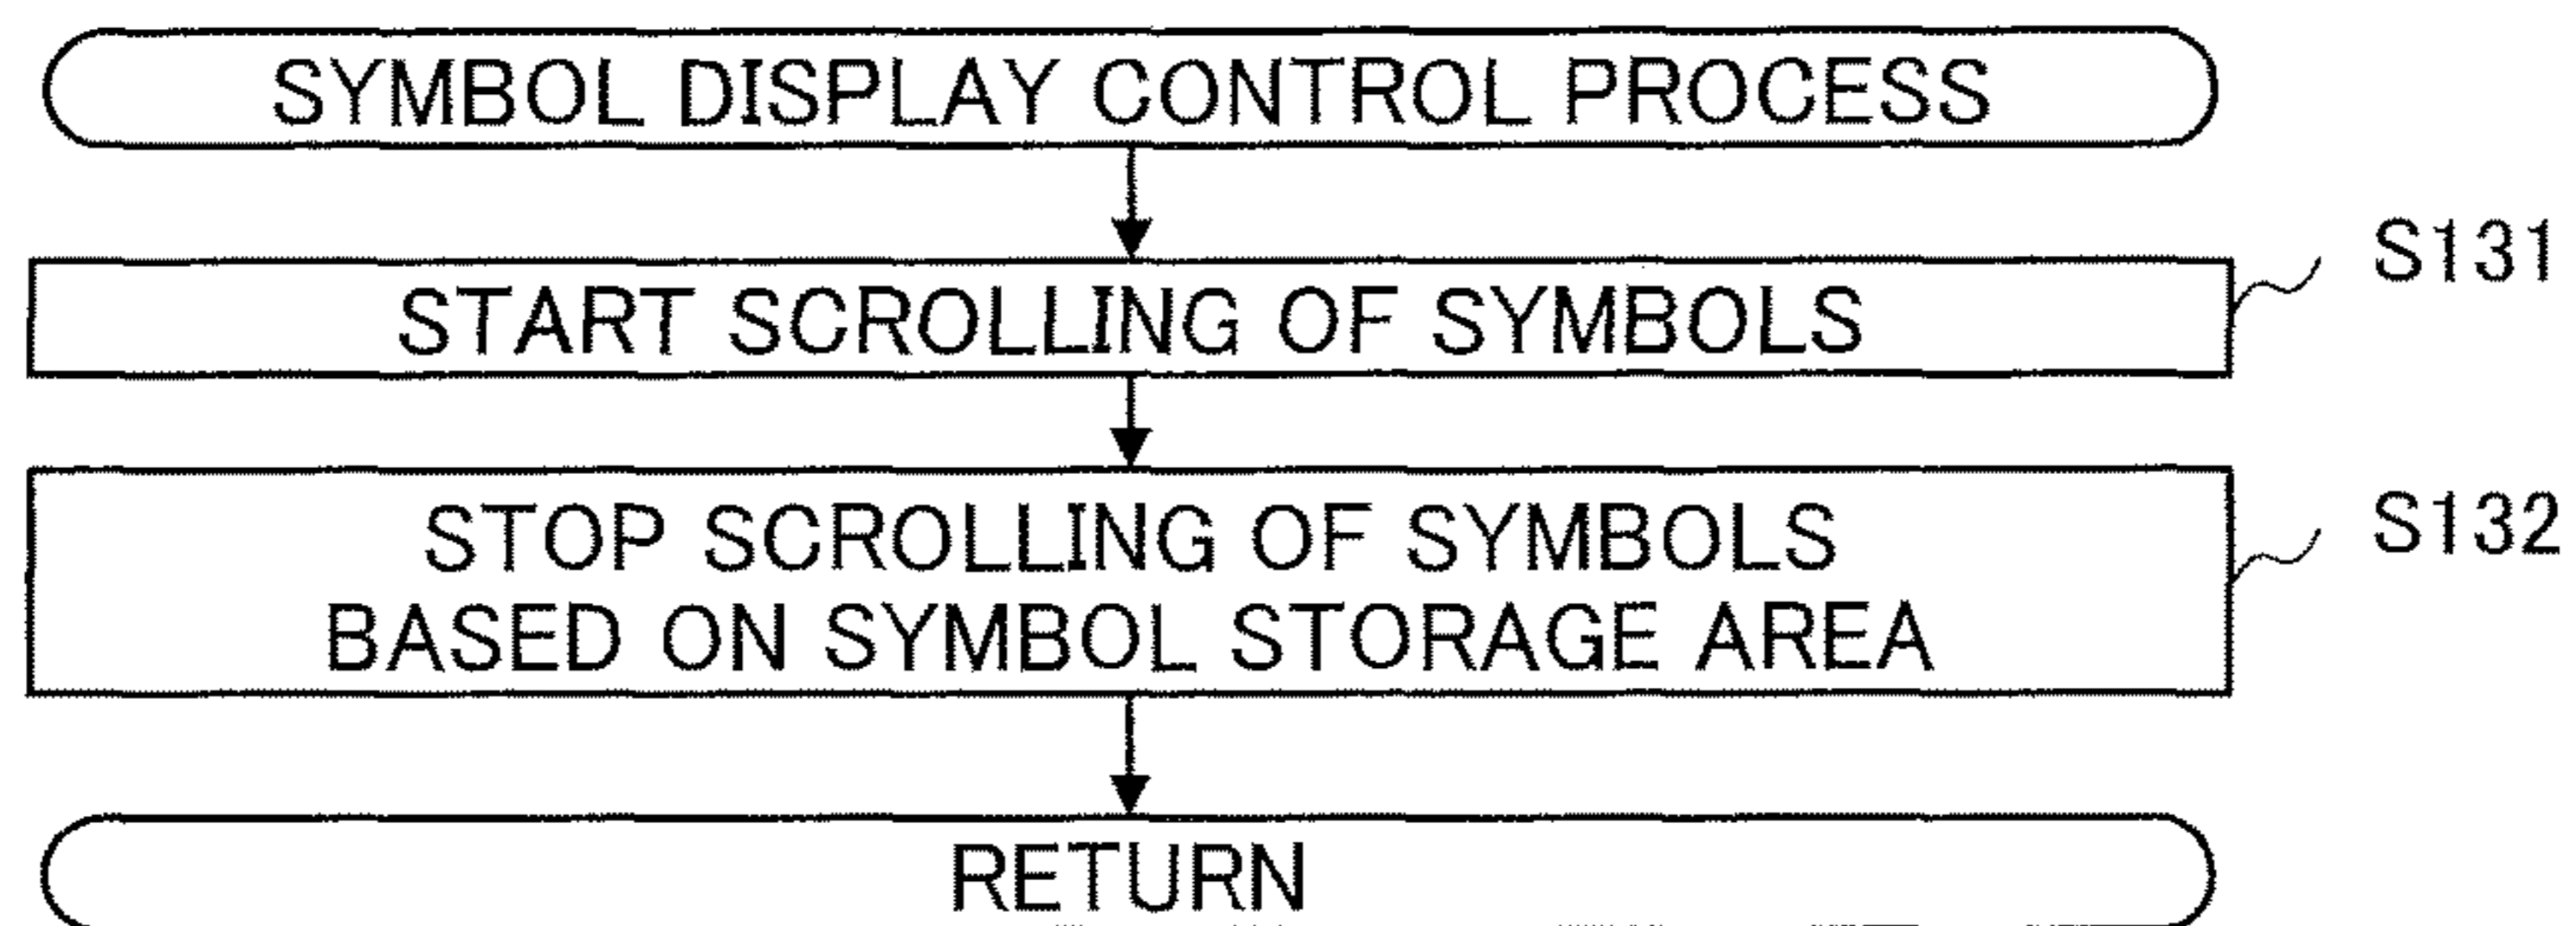 SYMBOL DISPLAY CONTROL PROCESS
START SCROLLING OF SYMBOLS
S131
STOP SCROLLING OF SYMBOLS
BASED ON SYMBOL STORAGE AREA
S132
RETURN